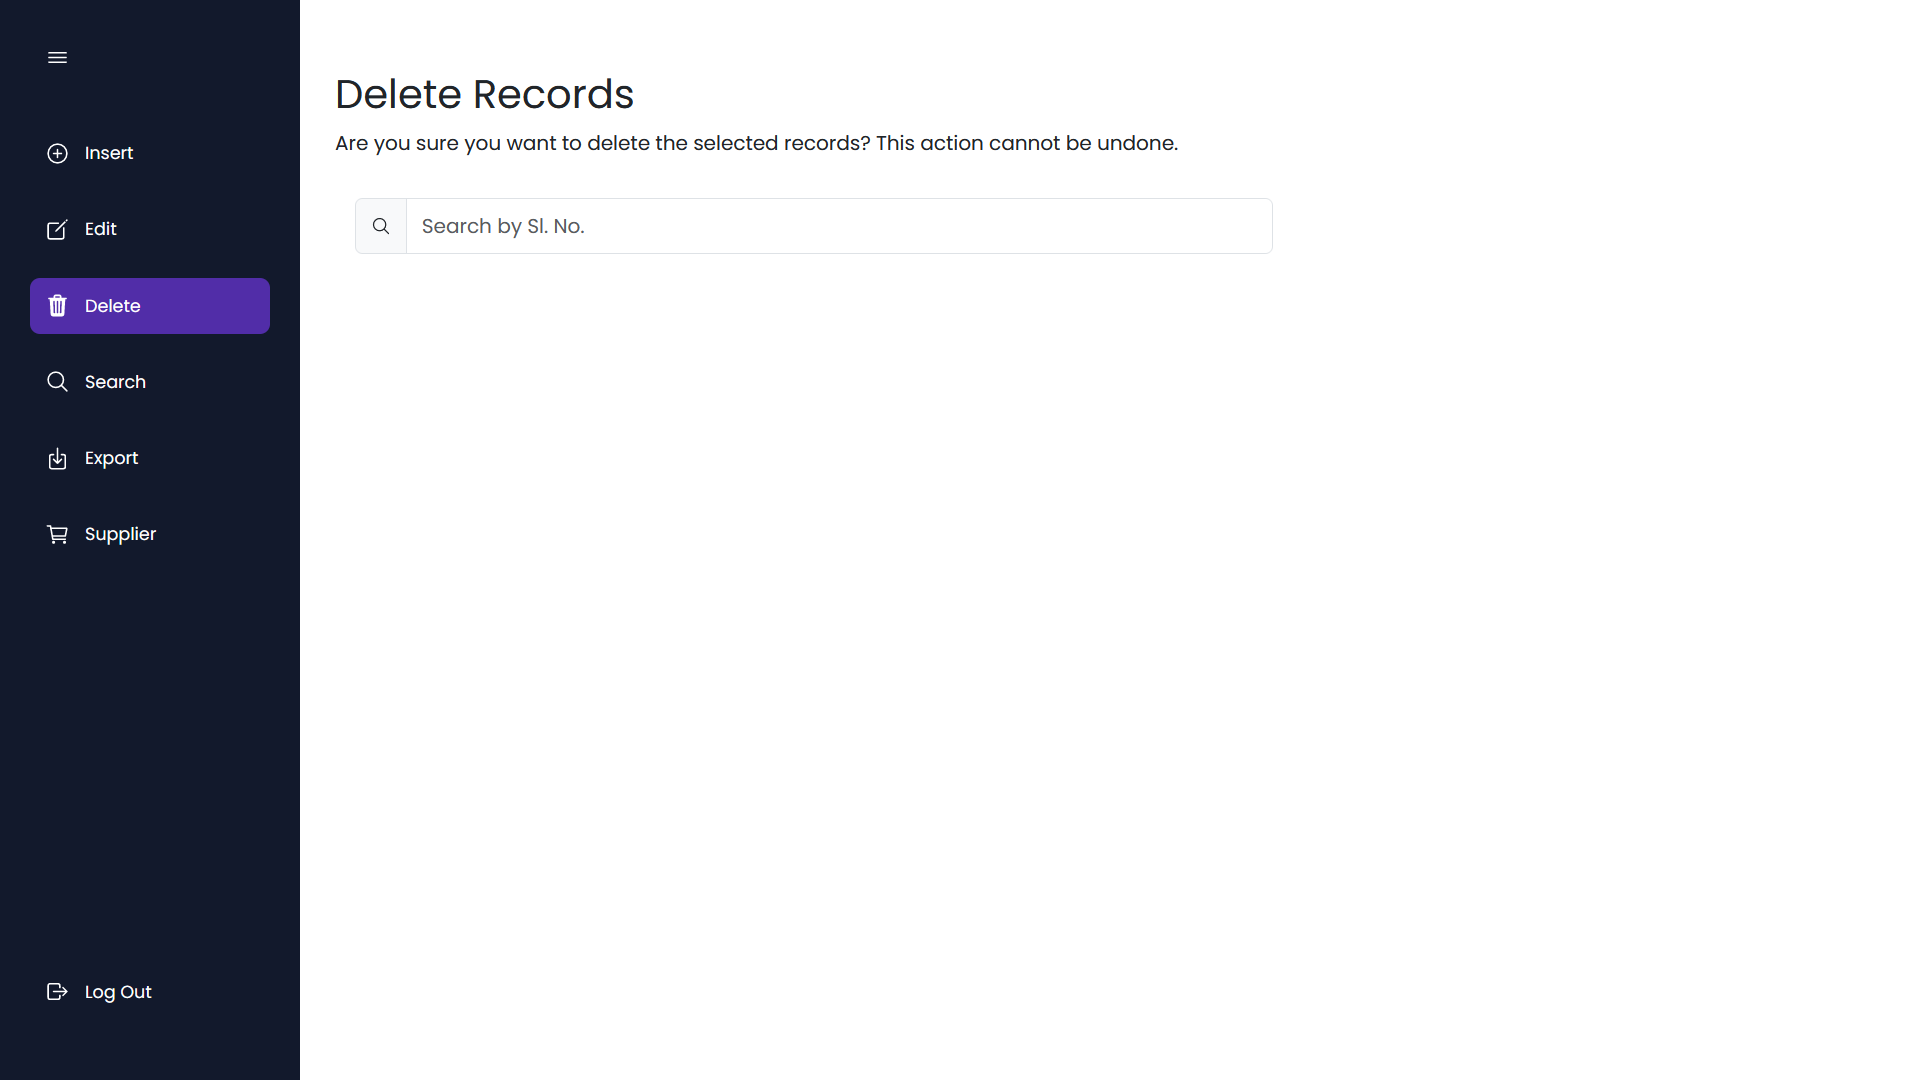 Insert
Edit
Delete
Search
Export
Supplier
Log Out
Delete Records
Are you sure you want to delete the selected records? This action cannot be undone.
Search by Sl. No.